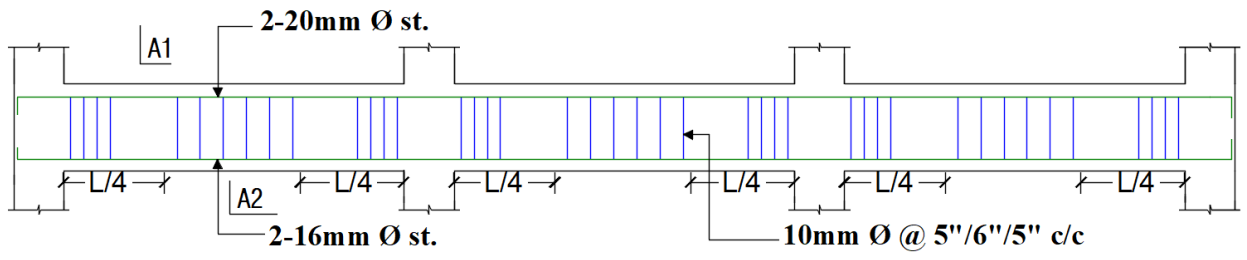 2-20mm Ø st.
A1
L/4 L/4 L/4 L/4 L/4 L/4
A2
2-16mm Ø st.
10mm Ø @ 5"/6"/5" c/c